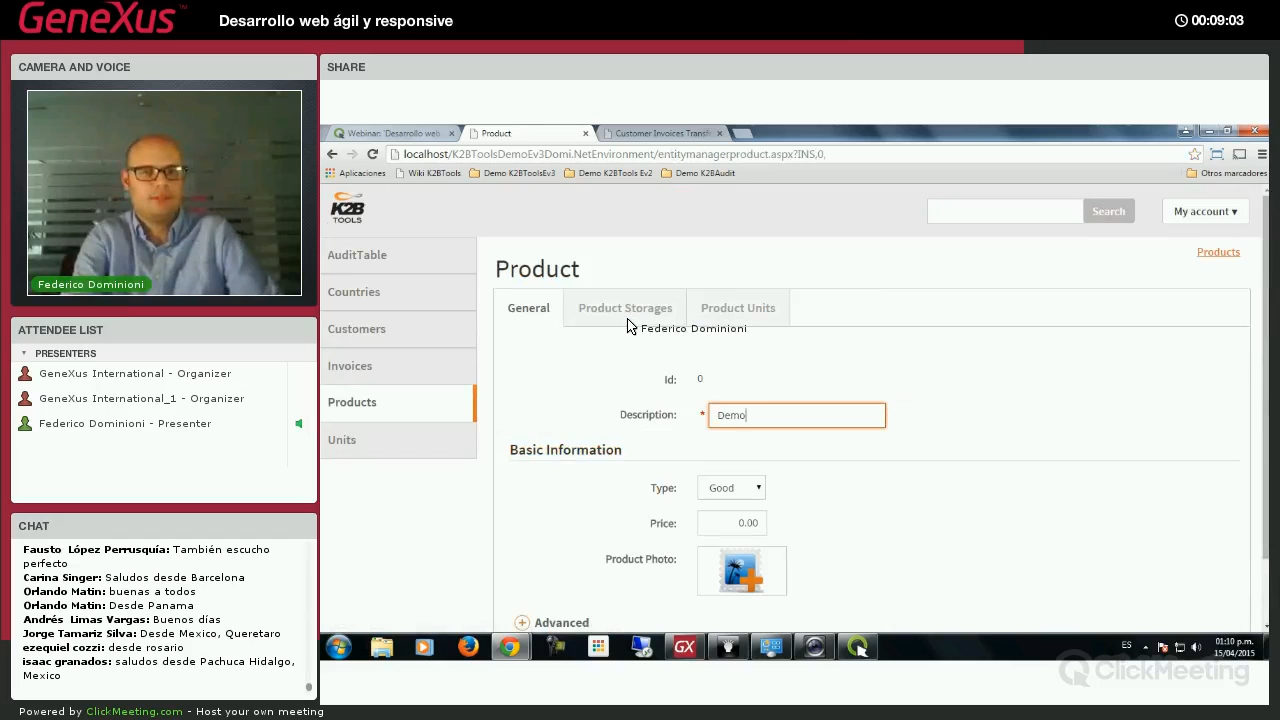 GeneXus
Desarrollo web ágil y responsive
00:09:03
CAMERA AND VOICE
Federico Dominioni
ATTENDEE LIST
PRESENTERS
GeneXus International - Organizer
GeneXus International_1 - Organizer
Federico Dominioni - Presenter
CHAT
Fausto López Perrusquía: También escucho
perfecto
Carina Singer: Saludos desde Barcelona
Orlando Matin: buenas a todos
Orlando Matin: Desde Panama
Andrés Limas Vargas: Buenos días
Jorge Tamariz Silva: Desde Mexico, Queretaro
ezequiel cozzi: desde rosario
isaac granados: saludos desde Pachuca Hidalgo,
Mexico
Powered by ClickMeeting.com - Host your own meeting
SHARE
Webinar: 'Desarrollo web
Product
Customer Invoices Transf
localhost/K2BToolsDemoEv3Domi.NetEnvironment/entitymanagerproduct.aspx?INS,0,
Aplicaciones
Wiki K2BTools
Demo K2BToolsEv3
Demo K2BTools Ev2
Demo K2BAudit
Otros marcadores
K2B
TOOLS
Search
My account ▾
AuditTable
Countries
Customers
Invoices
Products
Units
Products
Product
General
Product Storages
Product Units
Federico Dominioni
Id: 0
Description: * Demo
Basic Information
Type: Good
Price: 0.00
Product Photo:
Advanced
GX
ES
01:10 p.m.
15/04/2015
ClickMeeting